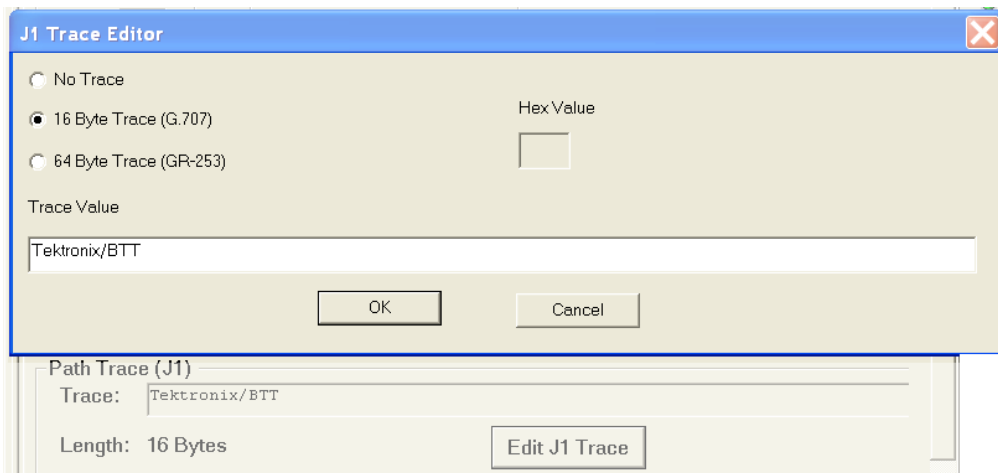 J1 Trace Editor
No Trace
16 Byte Trace (G.707)
Hex Value
64 Byte Trace (GR-253)
Trace Value
Tektronix/BTT
OK
Cancel
Path Trace (J1)
Trace: Tektronix/BTT
Length: 16 Bytes
Edit J1 Trace